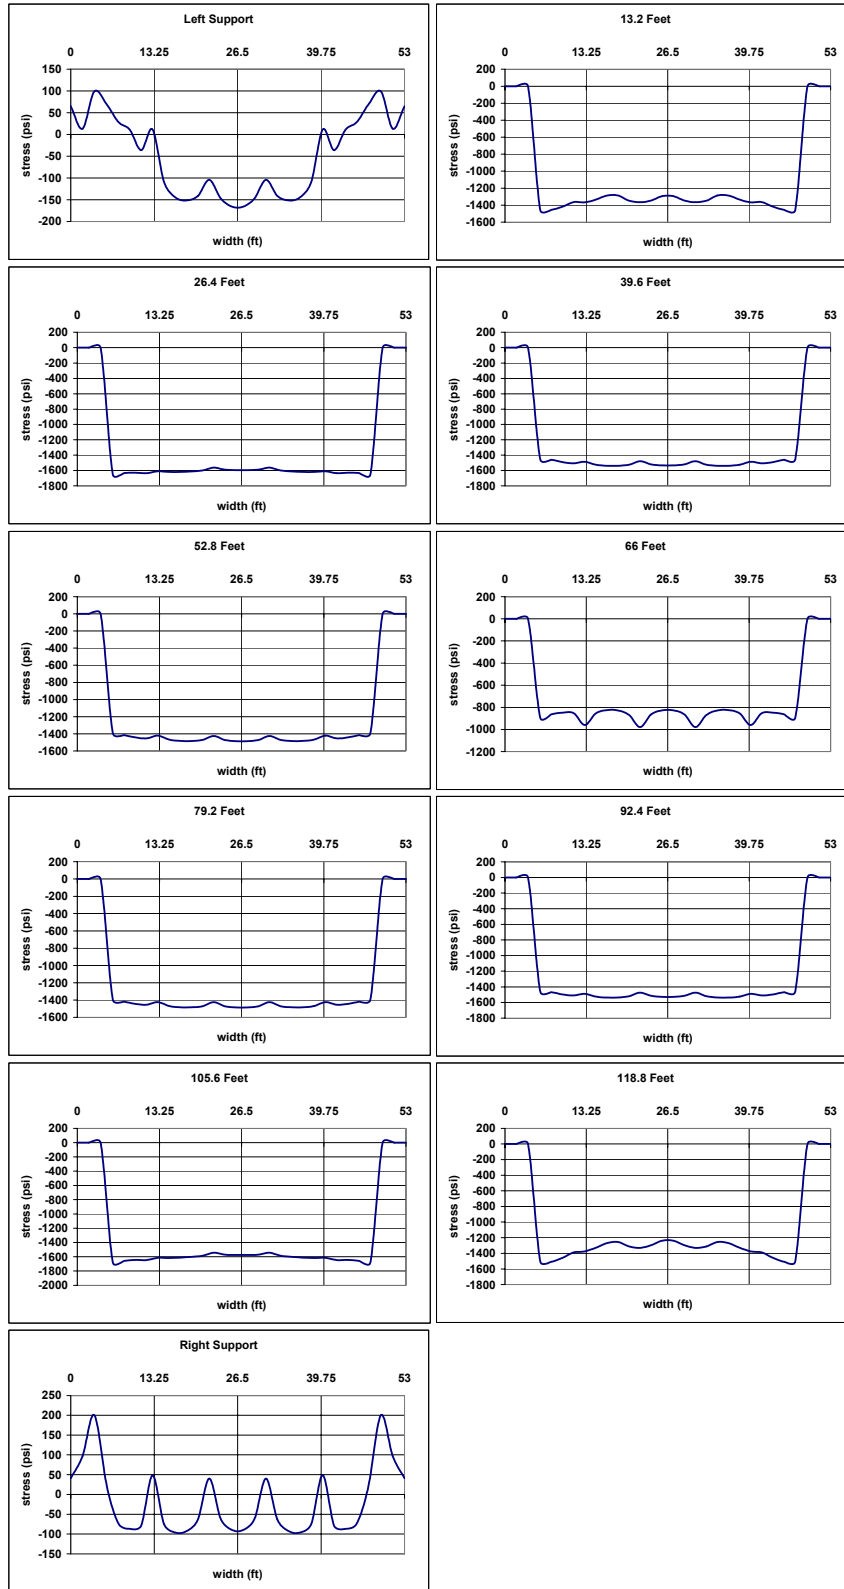 Left Support
0 13.25 26.5 39.75 53
150
100
50
0
-50
-100
-150
-200
stress (psi)
width (ft)
13.2 Feet
0 13.25 26.5 39.75 53
200
0
-200
-400
-600
-800
-1000
-1200
-1400
-1600
stress (psi)
width (ft)
26.4 Feet
0 13.25 26.5 39.75 53
200
0
-200
-400
-600
-800
-1000
-1200
-1400
-1600
-1800
stress (psi)
width (ft)
39.6 Feet
0 13.25 26.5 39.75 53
200
0
-200
-400
-600
-800
-1000
-1200
-1400
-1600
-1800
stress (psi)
width (ft)
52.8 Feet
0 13.25 26.5 39.75 53
200
0
-200
-400
-600
-800
-1000
-1200
-1400
-1600
stress (psi)
width (ft)
66 Feet
0 13.25 26.5 39.75 53
200
0
-200
-400
-600
-800
-1000
-1200
stress (psi)
width (ft)
79.2 Feet
0 13.25 26.5 39.75 53
200
0
-200
-400
-600
-800
-1000
-1200
-1400
-1600
stress (psi)
width (ft)
92.4 Feet
0 13.25 26.5 39.75 53
200
0
-200
-400
-600
-800
-1000
-1200
-1400
-1600
-1800
stress (psi)
width (ft)
105.6 Feet
0 13.25 26.5 39.75 53
200
0
-200
-400
-600
-800
-1000
-1200
-1400
-1600
-1800
-2000
stress (psi)
width (ft)
118.8 Feet
0 13.25 26.5 39.75 53
200
0
-200
-400
-600
-800
-1000
-1200
-1400
-1600
-1800
stress (psi)
width (ft)
Right Support
0 13.25 26.5 39.75 53
250
200
150
100
50
0
-50
-100
-150
stress (psi)
width (ft)